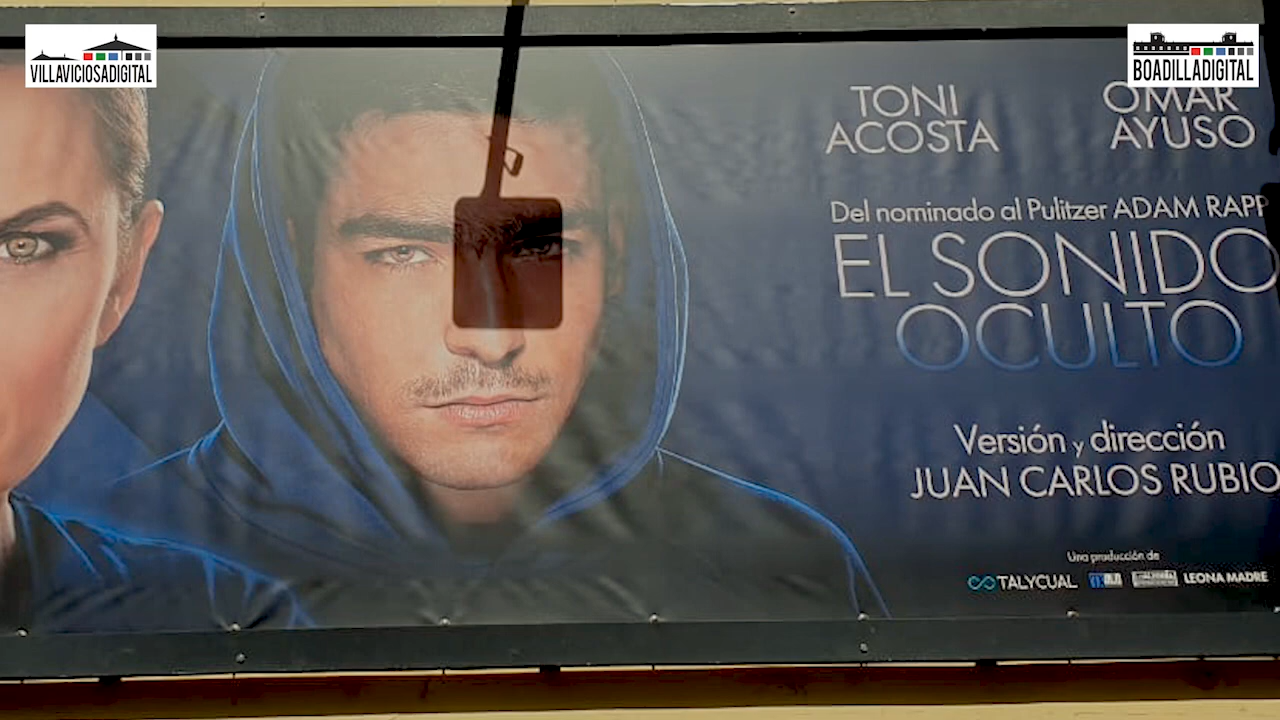 VILLAVICIOSADIGITAL
BOADILLADIGITAL
TONI
ACOSTA
OMAR
AYUSO
Del nominado al Pulitzer ADAM RAPP
EL SONIDO
OCULTO
Versión y dirección
JUAN CARLOS RUBIO
Una producción de
TALYCUAL
LEONA MADRE